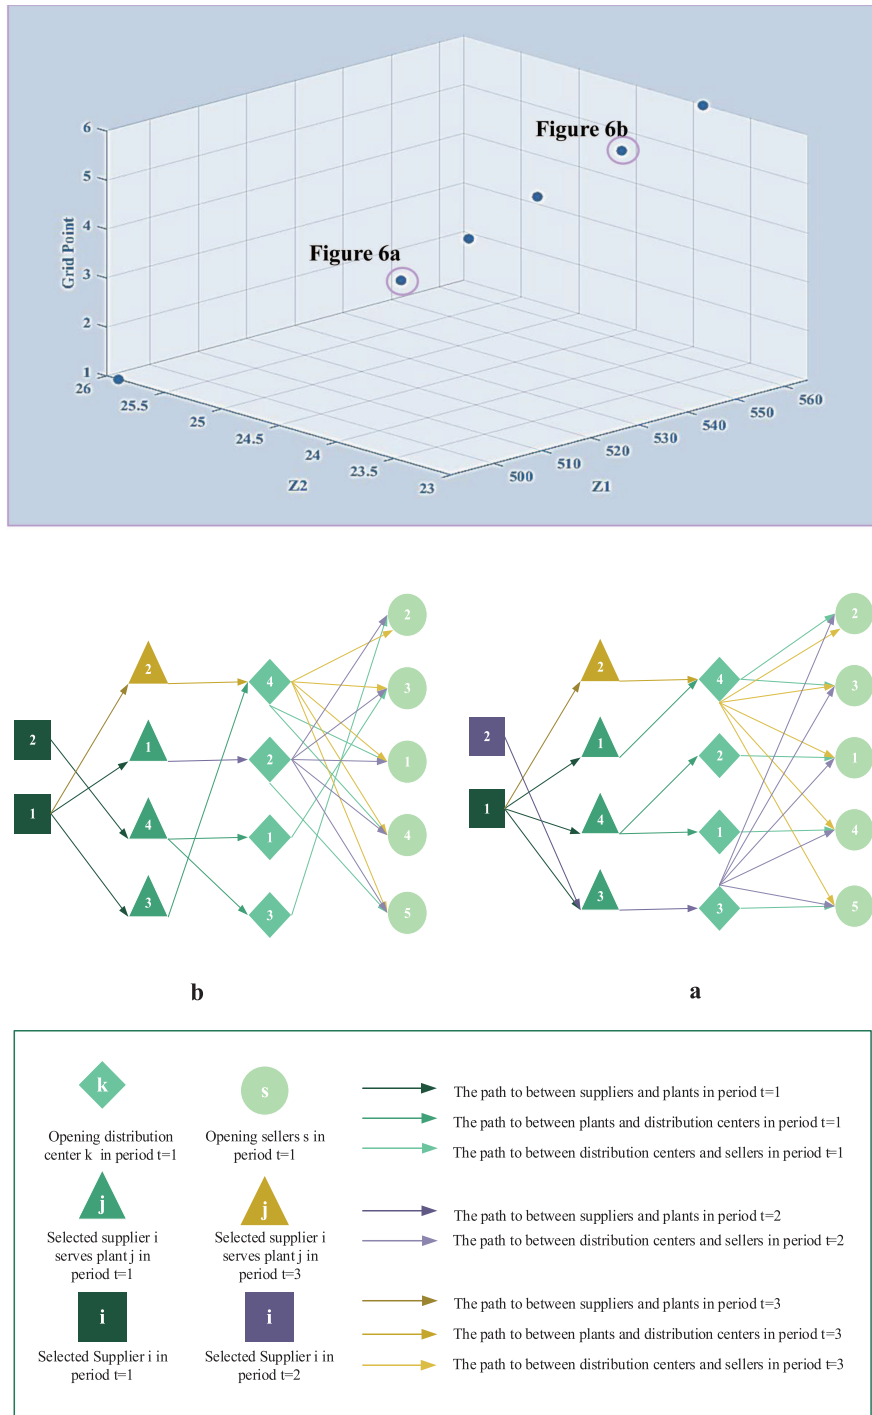 6
Figure 6b
5
4
Grid Point
Figure 6a
3
2
1
26
25.5
25
24.5
24
23.5
23
Z2
500
510
520
530
540
550
560
Z1
2
2
4
3
2
1
2
1
1
4
1
4
3
3
5
b
2
2
4
3
2
1
2
1
1
4
1
4
3
3
5
a
k
Opening distribution
center k in period t=1
s
Opening sellers s in
period t=1
j
Selected supplier i
serves plant j in
period t=1
j
Selected supplier i
serves plant j in
period t=3
i
Selected Supplier i in
period t=1
i
Selected Supplier i in
period t=2
The path to between suppliers and plants in period t=1
The path to between plants and distribution centers in period t=1
The path to between distribution centers and sellers in period t=1
The path to between suppliers and plants in period t=2
The path to between distribution centers and sellers in period t=2
The path to between suppliers and plants in period t=3
The path to between plants and distribution centers in period t=3
The path to between distribution centers and sellers in period t=3